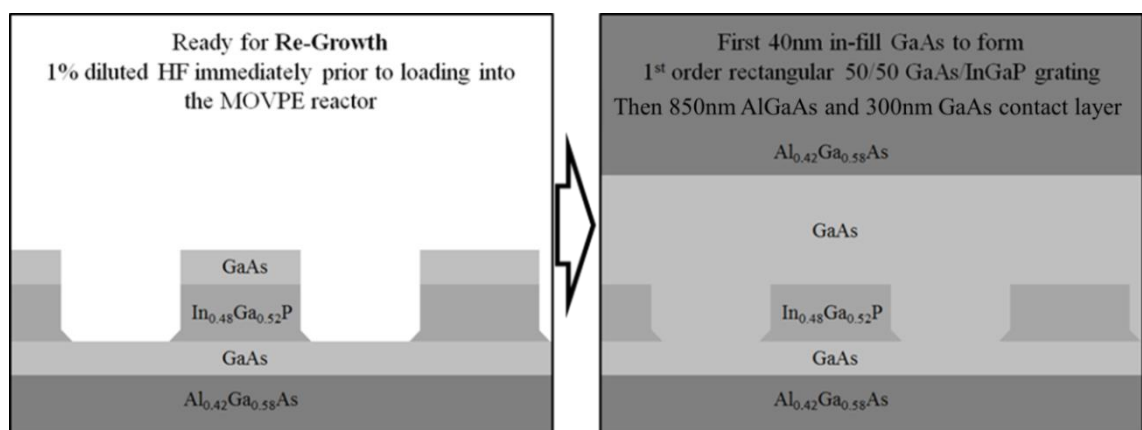 Ready for Re-Growth
1% diluted HF immediately prior to loading into
the MOVPE reactor
GaAs
In₀.₄₈Ga₀.₅₂P
GaAs
Al₀.₄₂Ga₀.₅₈As
First 40nm in-fill GaAs to form
1ˢᵗ order rectangular 50/50 GaAs/InGaP grating
Then 850nm AlGaAs and 300nm GaAs contact layer
Al₀.₄₂Ga₀.₅₈As
GaAs
In₀.₄₈Ga₀.₅₂P
GaAs
Al₀.₄₂Ga₀.₅₈As